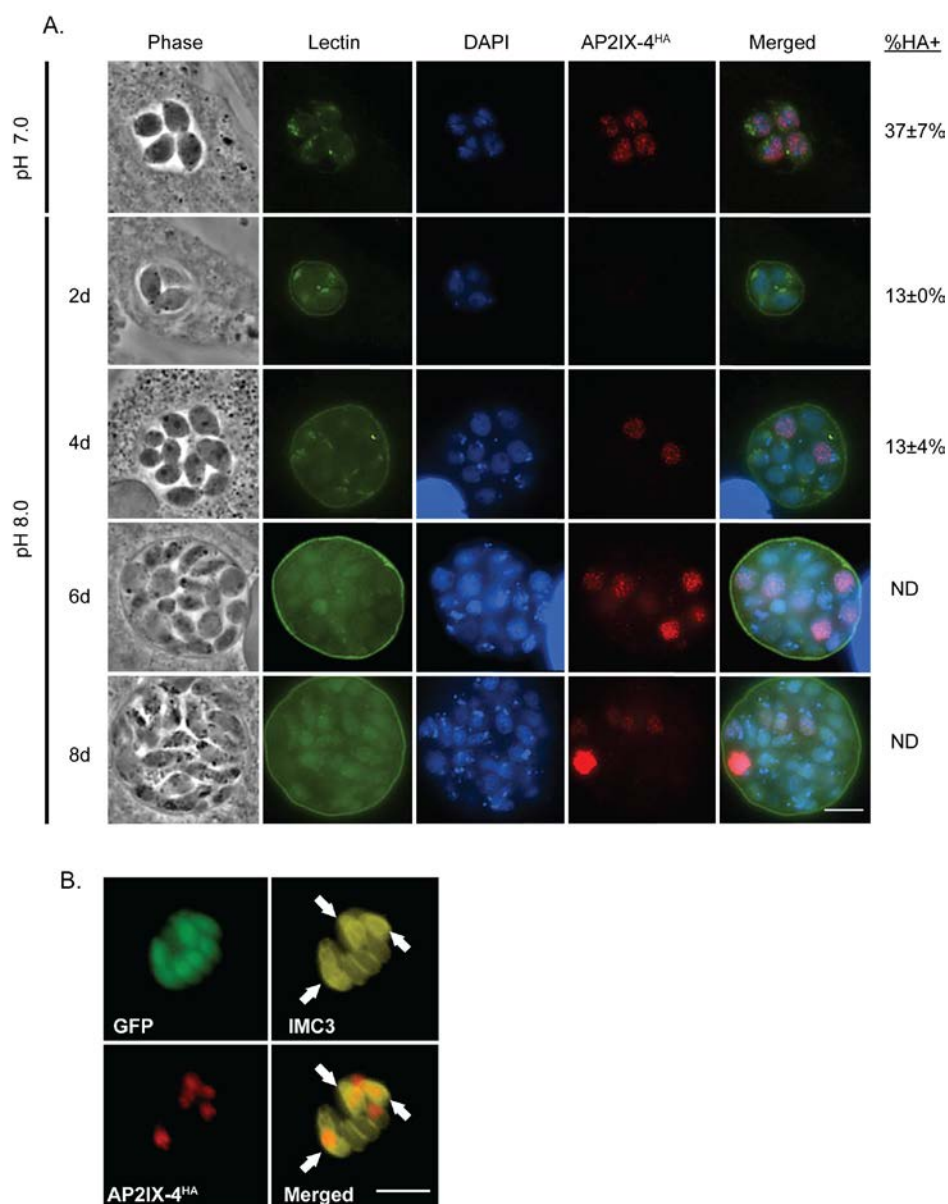 A.
Phase Lectin DAPI AP2IX-4HA Merged %HA+
pH 7.0
37±7%
pH 8.0
2d
13±0%
4d
13±4%
6d
ND
8d
ND
B.
GFP
IMC3
AP2IX-4HA
Merged